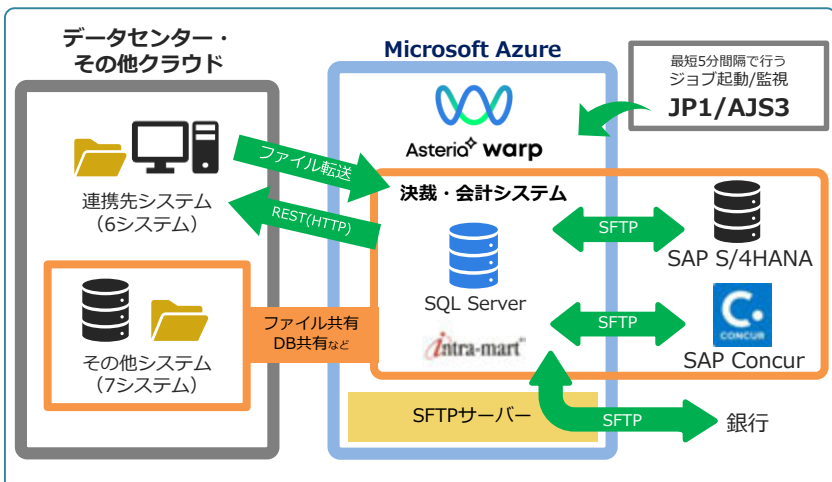 データセンター・
その他クラウド
連携先システム
（6システム）
その他システム
（7システム）
ファイル転送
REST(HTTP)
ファイル共有
DB共有など
Microsoft Azure
Asteria warp
決裁・会計システム
SQL Server
intra-mart
SFTPサーバー
最短5分間隔で行う
ジョブ起動/監視
JP1/AJS3
SFTP
SAP S/4HANA
SFTP
C.
CONCUR
SAP Concur
SFTP
銀行